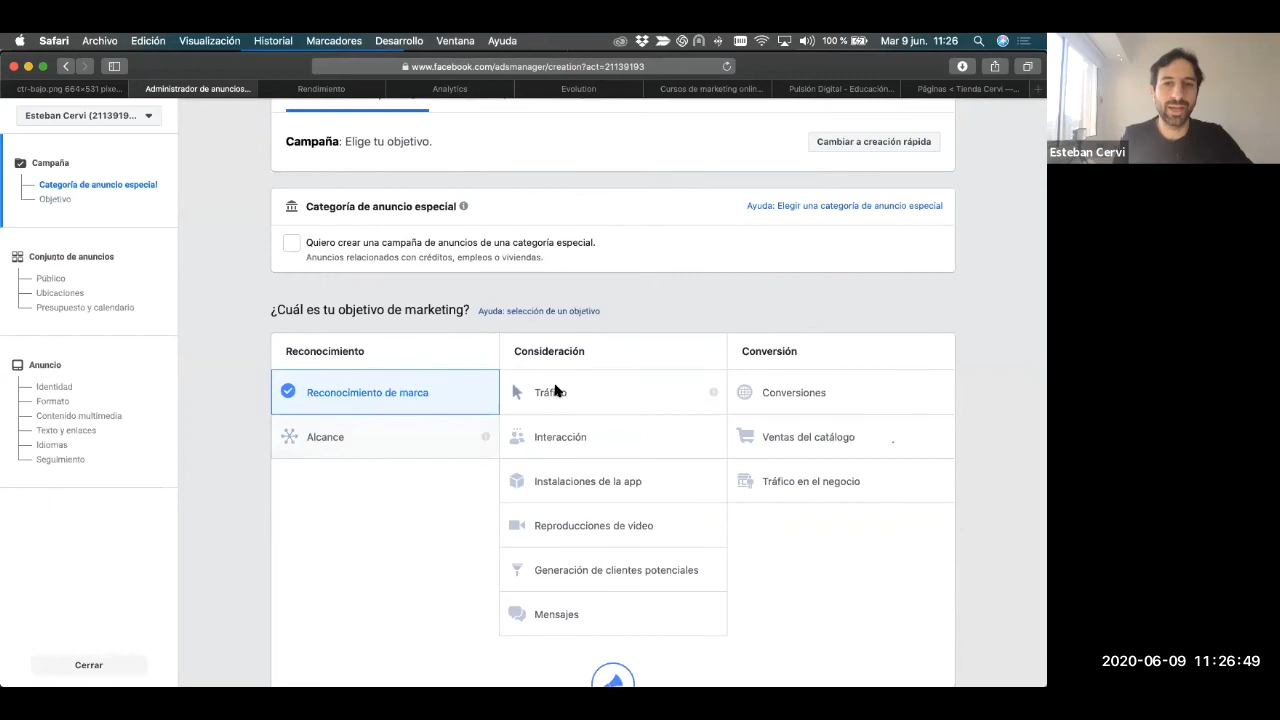 Safari Archivo Edición Visualización Historial Marcadores Desarrollo Ventana Ayuda 100 % Mar 9 jun. 11:26
www.facebook.com/adsmanager/creation?act=21139193
ctr-bajo.png 664×531 pixe... Administrador de anuncios... Rendimiento Analytics Evolution Cursos de marketing onlin... Pulsión Digital - Educación... Páginas < Tienda Cervi —...
Esteban Cervi (2113919...
Campaña
Categoría de anuncio especial
Objetivo
Conjunto de anuncios
Público
Ubicaciones
Presupuesto y calendario
Anuncio
Identidad
Formato
Contenido multimedia
Texto y enlaces
Idiomas
Seguimiento
Cerrar
Campaña: Elige tu objetivo.
Cambiar a creación rápida
Categoría de anuncio especial
Ayuda: Elegir una categoría de anuncio especial
Quiero crear una campaña de anuncios de una categoría especial.
Anuncios relacionados con créditos, empleos o viviendas.
¿Cuál es tu objetivo de marketing? Ayuda: selección de un objetivo
Reconocimiento Consideración Conversión
Reconocimiento de marca Tráfico Conversiones
Alcance Interacción Ventas del catálogo
Instalaciones de la app Tráfico en el negocio
Reproducciones de video
Generación de clientes potenciales
Mensajes
Esteban Cervi
2020-06-09 11:26:49